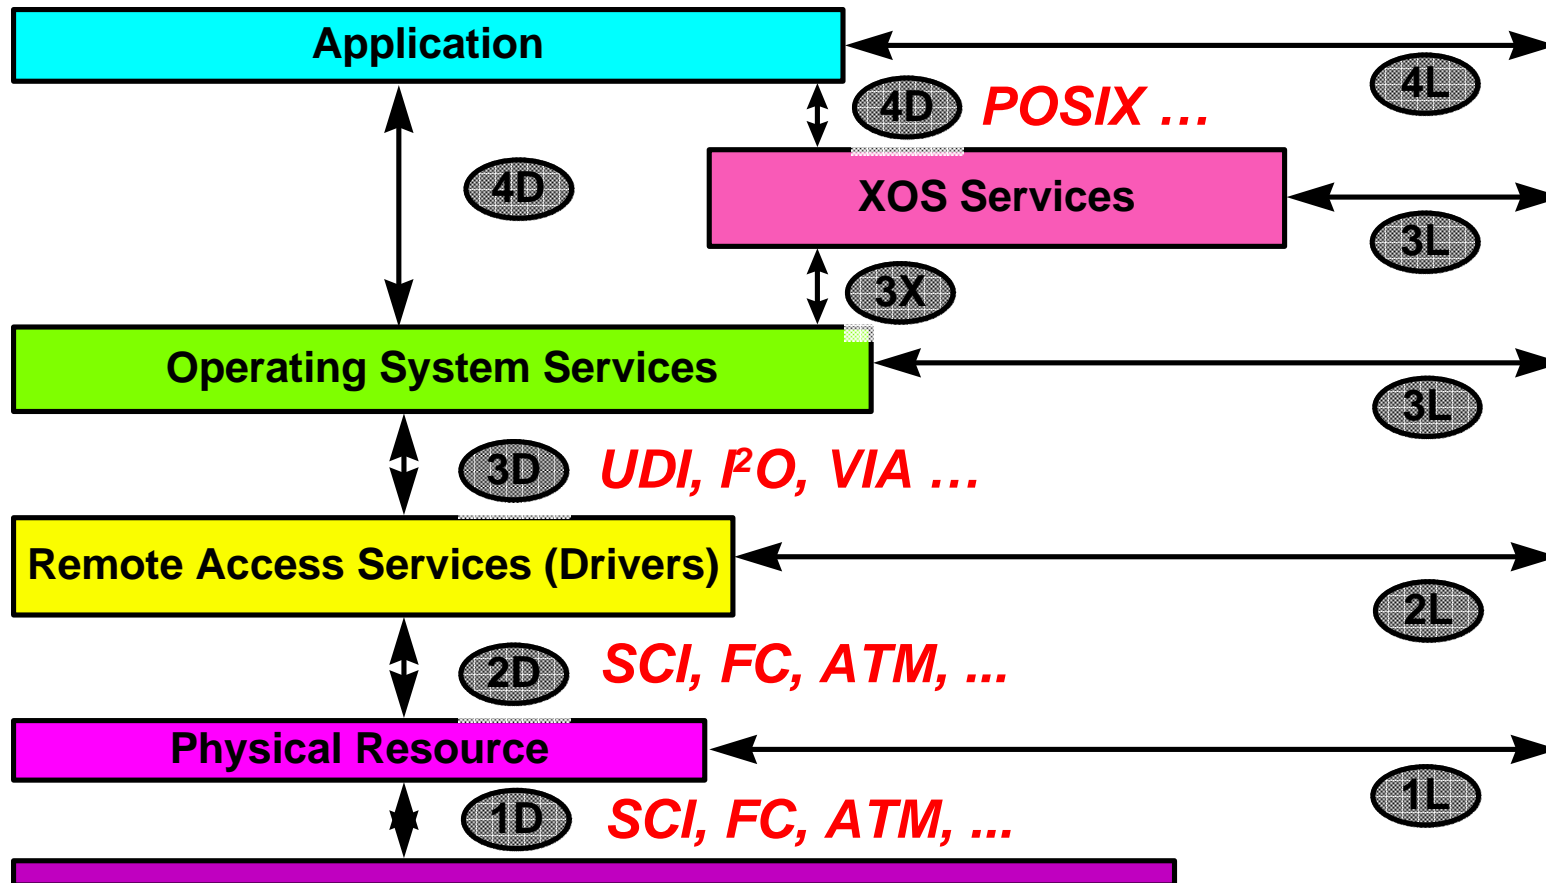 Application
4L
4D POSIX …
4D
XOS Services
3L
3X
Operating System Services
3L
3D UDI, I²O, VIA …
Remote Access Services (Drivers)
2L
2D SCI, FC, ATM, ...
Physical Resource
1L
1D SCI, FC, ATM, ...